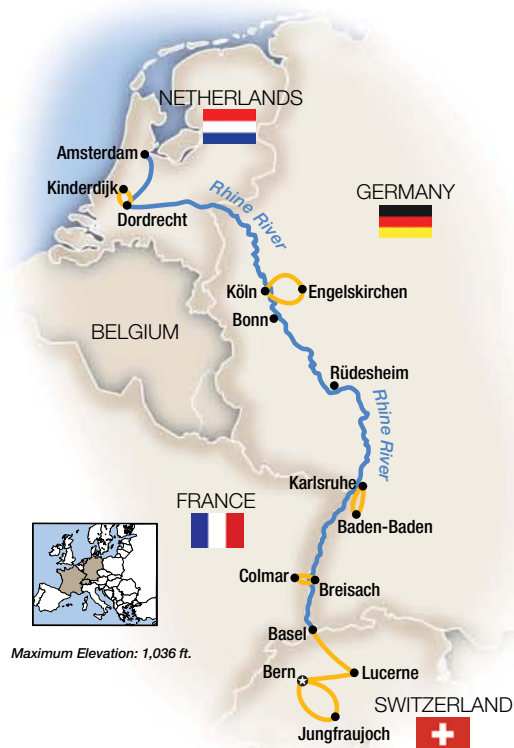 NETHERLANDS
Amsterdam
Kinderdijk
Dordrecht
Rhine River
GERMANY
Köln
Engelskirchen
Bonn
BELGIUM
Rüdesheim
Rhine River
Karlsruhe
FRANCE
Baden-Baden
Colmar
Breisach
Basel
Maximum Elevation: 1,036 ft.
Bern
Lucerne
SWITZERLAND
Jungfraujoch